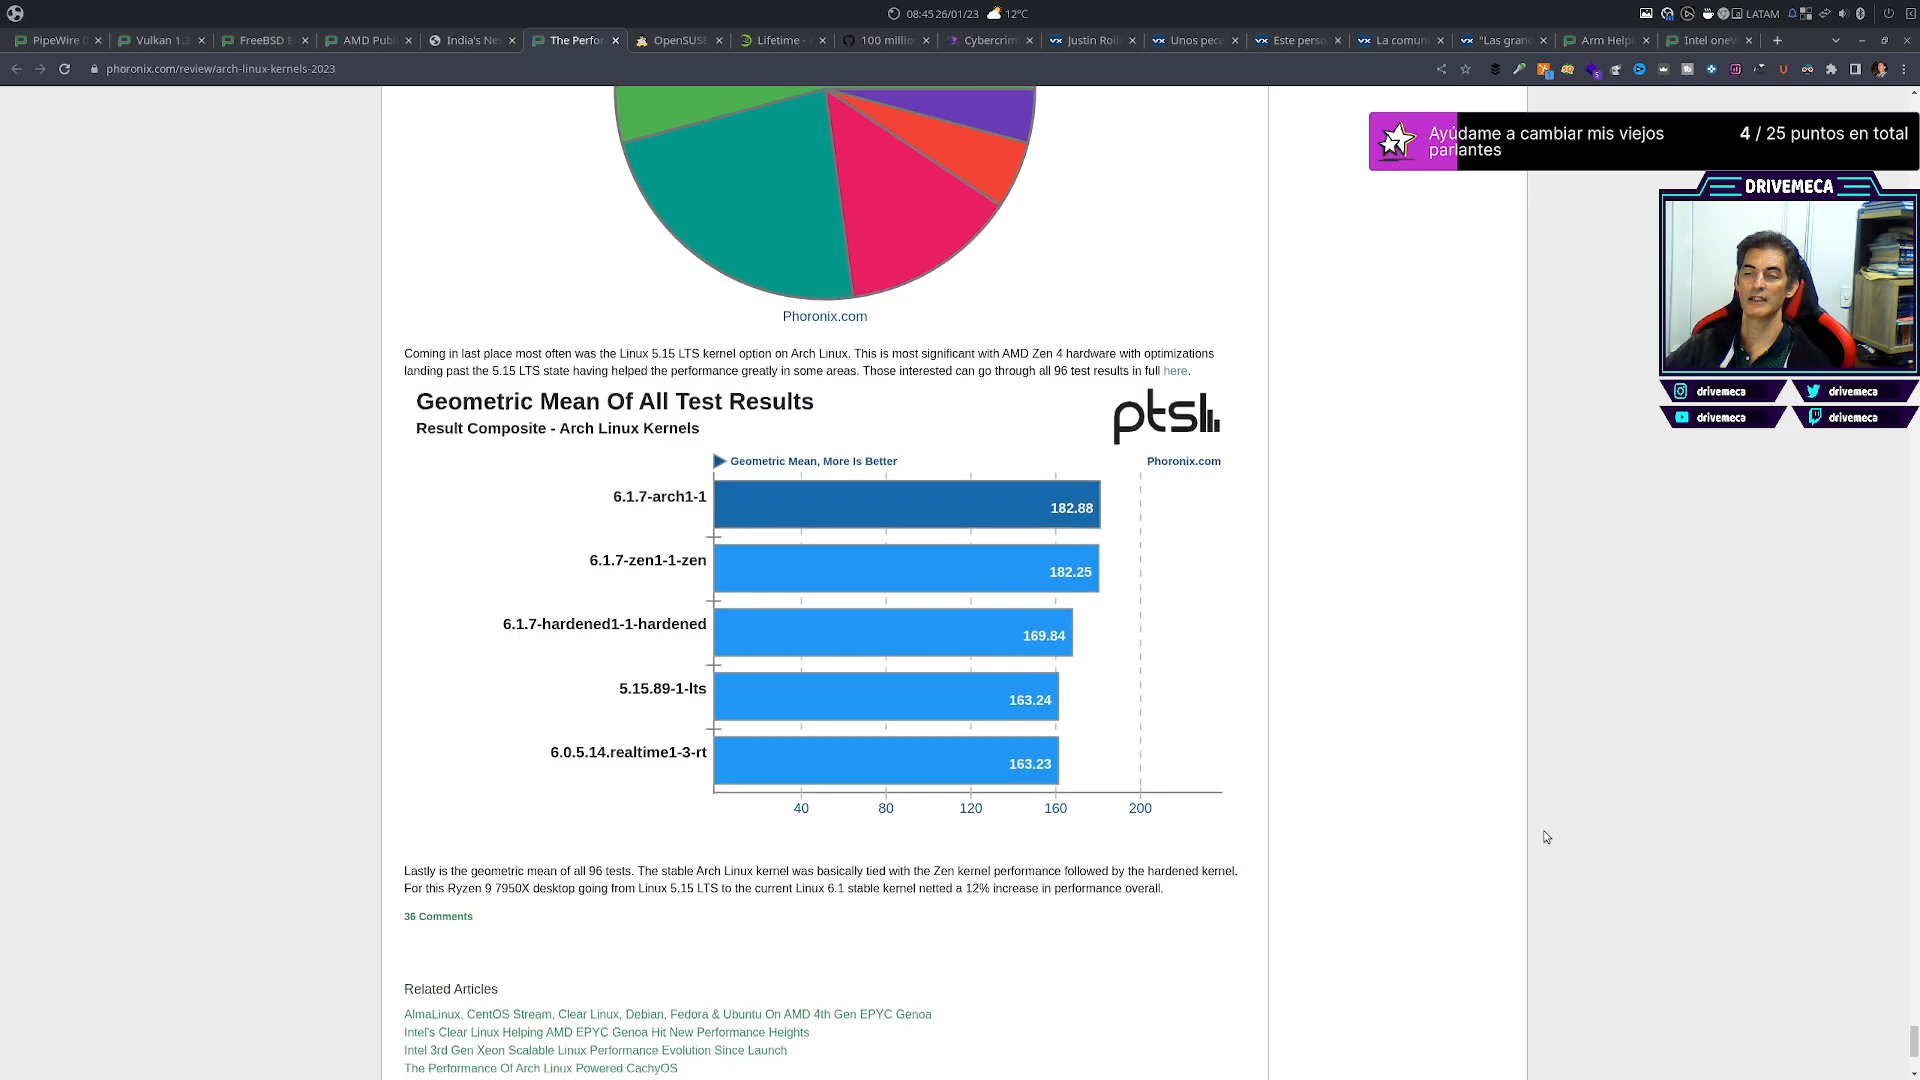 08:45 26/01/23
12°C
LATAM
PipeWire 0
Vulkan 1.3
FreeBSD E
AMD Publ
India's Ne
The Perfor
OpenSUSE
Lifetime -
100 millio
Cybercrim
Justin Roil
Unos pece
Este perso
La comuni
"Las gran
Arm Helpi
Intel oneV
phoronix.com/review/arch-linux-kernels-2023
Ayúdame a cambiar mis viejos parlantes
4 / 25 puntos en total
DRIVEMECA
drivemeca
drivemeca
drivemeca
drivemeca
Phoronix.com
Coming in last place most often was the Linux 5.15 LTS kernel option on Arch Linux. This is most significant with AMD Zen 4 hardware with optimizations
landing past the 5.15 LTS state having helped the performance greatly in some areas. Those interested can go through all 96 test results in full here.
Geometric Mean Of All Test Results
Result Composite - Arch Linux Kernels
ptsl
Geometric Mean, More Is Better
Phoronix.com
6.1.7-arch1-1
182.88
6.1.7-zen1-1-zen
182.25
6.1.7-hardened1-1-hardened
169.84
5.15.89-1-lts
163.24
6.0.5.14.realtime1-3-rt
163.23
40 80 120 160 200
Lastly is the geometric mean of all 96 tests. The stable Arch Linux kernel was basically tied with the Zen kernel performance followed by the hardened kernel.
For this Ryzen 9 7950X desktop going from Linux 5.15 LTS to the current Linux 6.1 stable kernel netted a 12% increase in performance overall.
36 Comments
Related Articles
AlmaLinux, CentOS Stream, Clear Linux, Debian, Fedora & Ubuntu On AMD 4th Gen EPYC Genoa
Intel's Clear Linux Helping AMD EPYC Genoa Hit New Performance Heights
Intel 3rd Gen Xeon Scalable Linux Performance Evolution Since Launch
The Performance Of Arch Linux Powered CachyOS